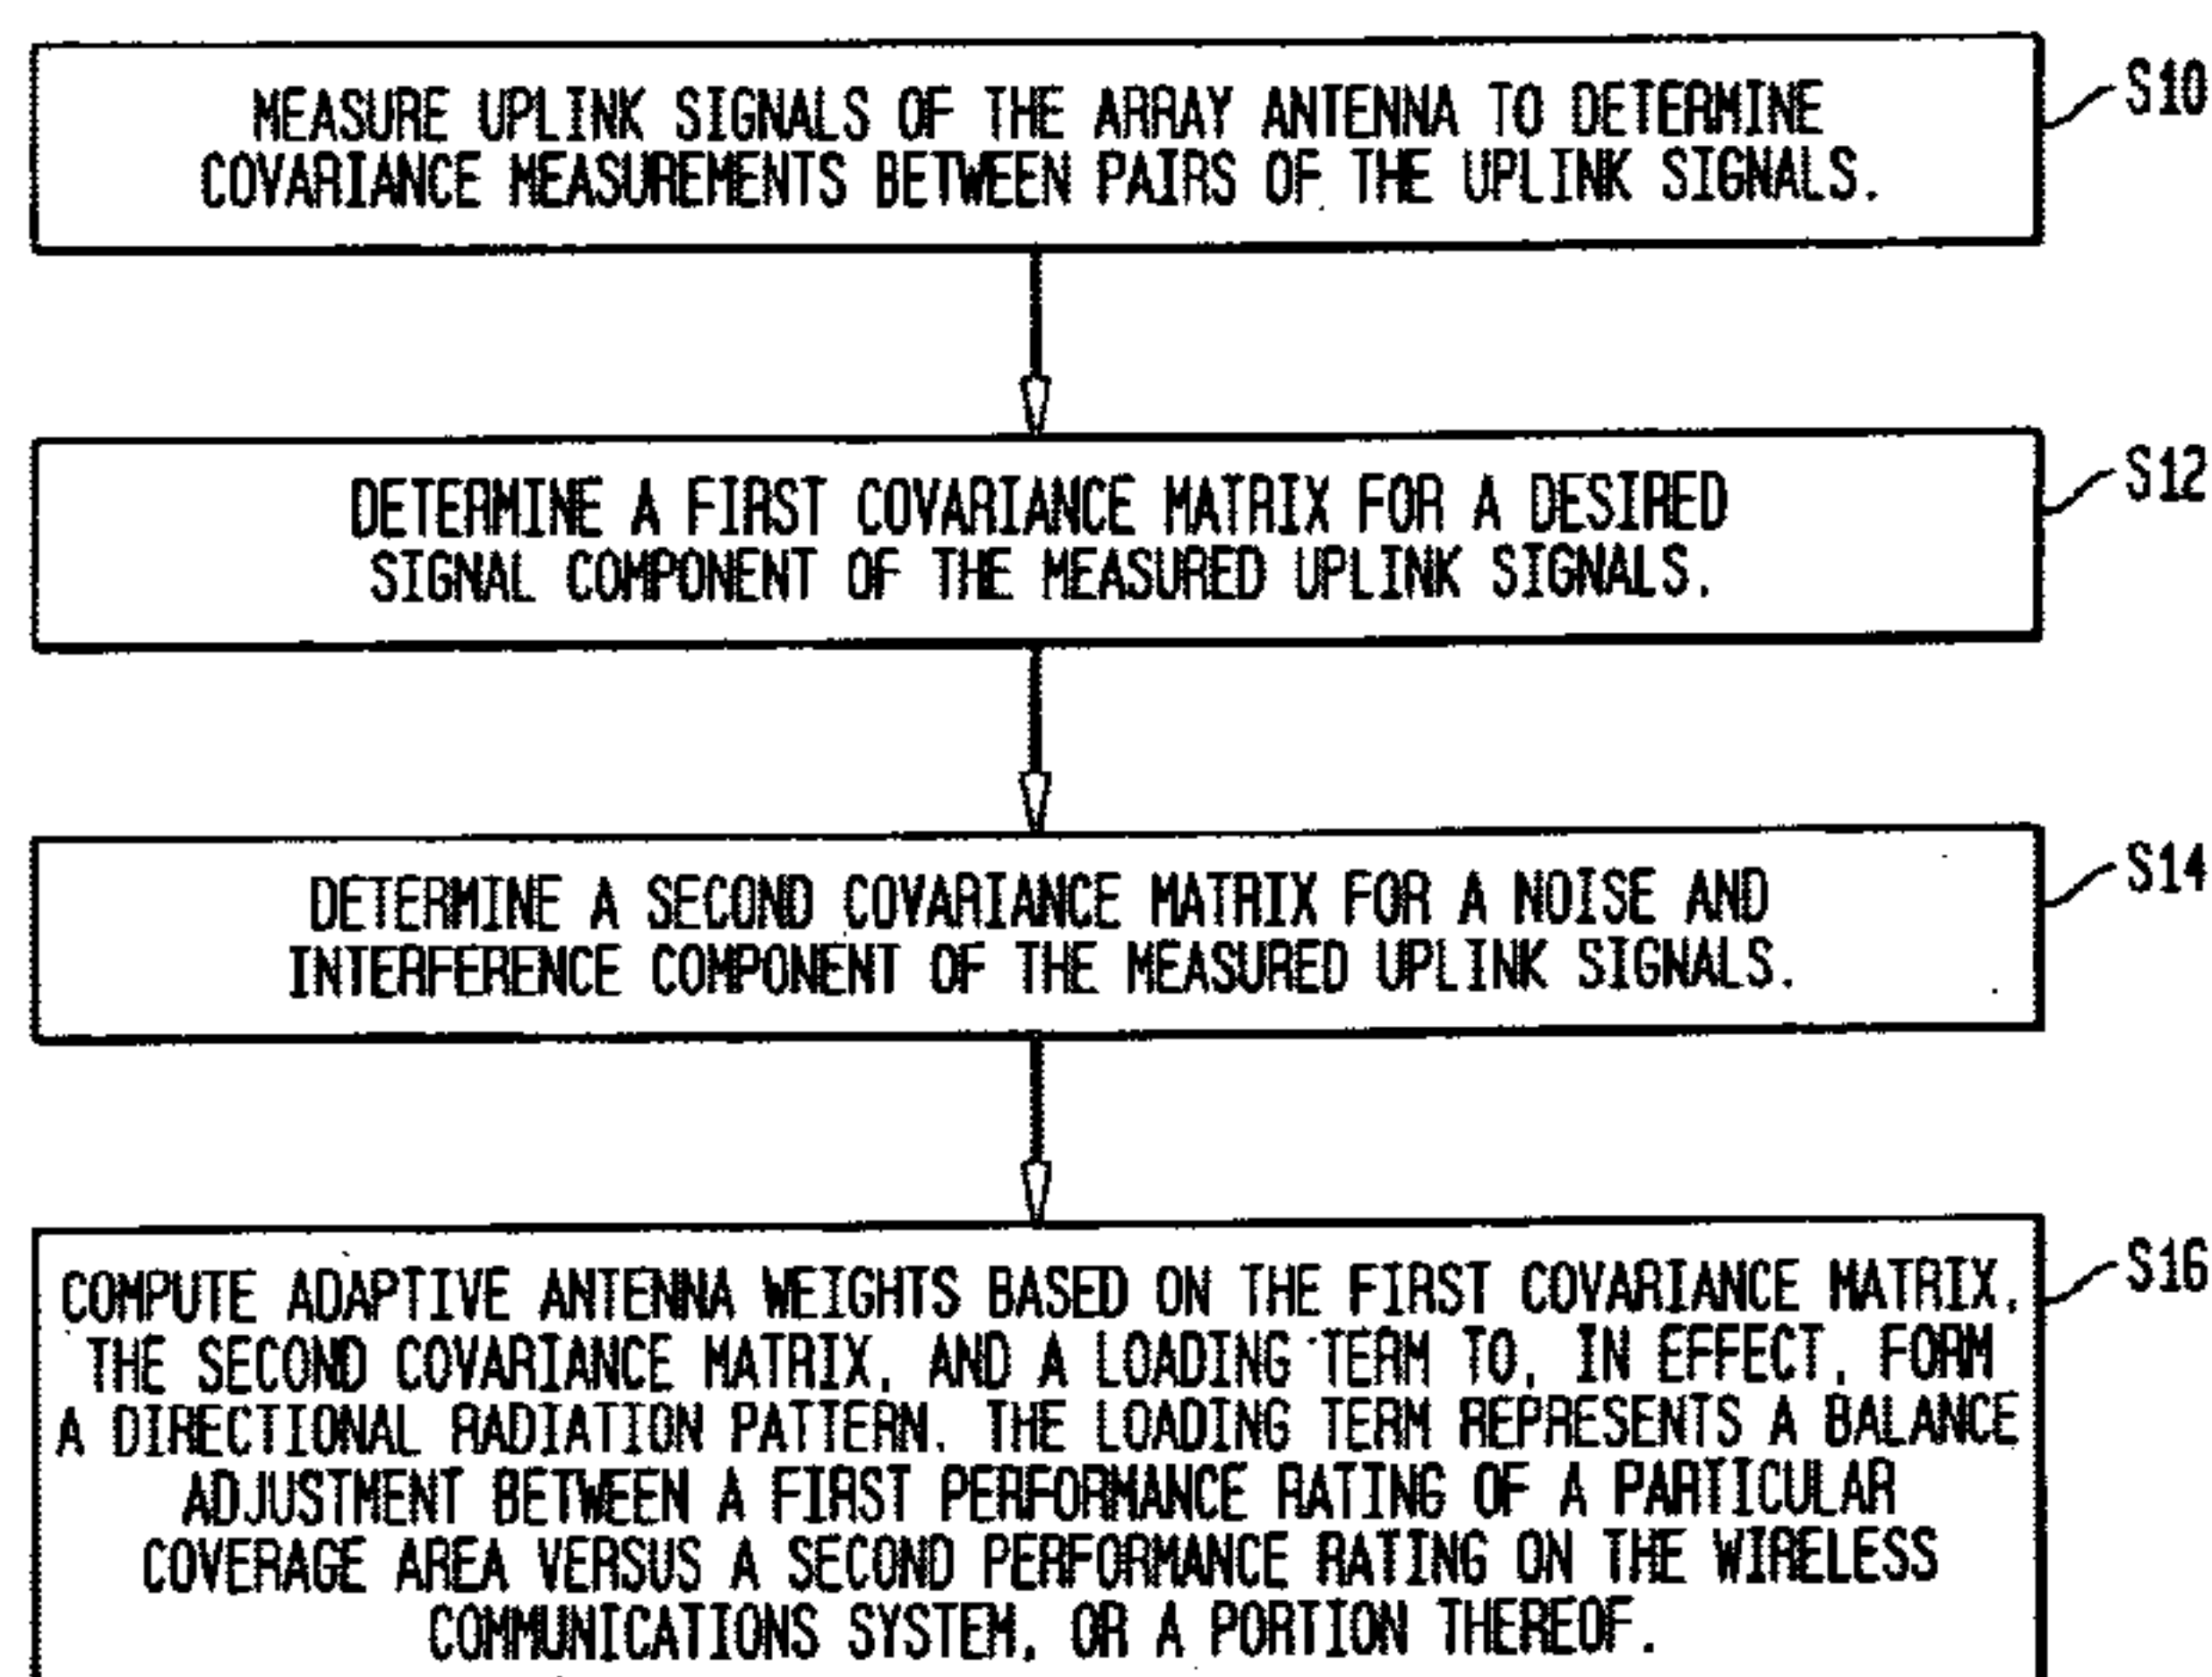 MEASURE UPLINK SIGNALS OF THE ARRAY ANTENNA TO DETERMINE
COVARIANCE MEASUREMENTS BETWEEN PAIRS OF THE UPLINK SIGNALS.
S10
DETERMINE A FIRST COVARIANCE MATRIX FOR A DESIRED
SIGNAL COMPONENT OF THE MEASURED UPLINK SIGNALS.
S12
DETERMINE A SECOND COVARIANCE MATRIX FOR A NOISE AND
INTERFERENCE COMPONENT OF THE MEASURED UPLINK SIGNALS.
S14
COMPUTE ADAPTIVE ANTENNA WEIGHTS BASED ON THE FIRST COVARIANCE MATRIX,
THE SECOND COVARIANCE MATRIX, AND A LOADING TERM TO, IN EFFECT, FORM
A DIRECTIONAL RADIATION PATTERN. THE LOADING TERM REPRESENTS A BALANCE
ADJUSTMENT BETWEEN A FIRST PERFORMANCE RATING OF A PARTICULAR
COVERAGE AREA VERSUS A SECOND PERFORMANCE RATING ON THE WIRELESS
COMMUNICATIONS SYSTEM, OR A PORTION THEREOF.
S16